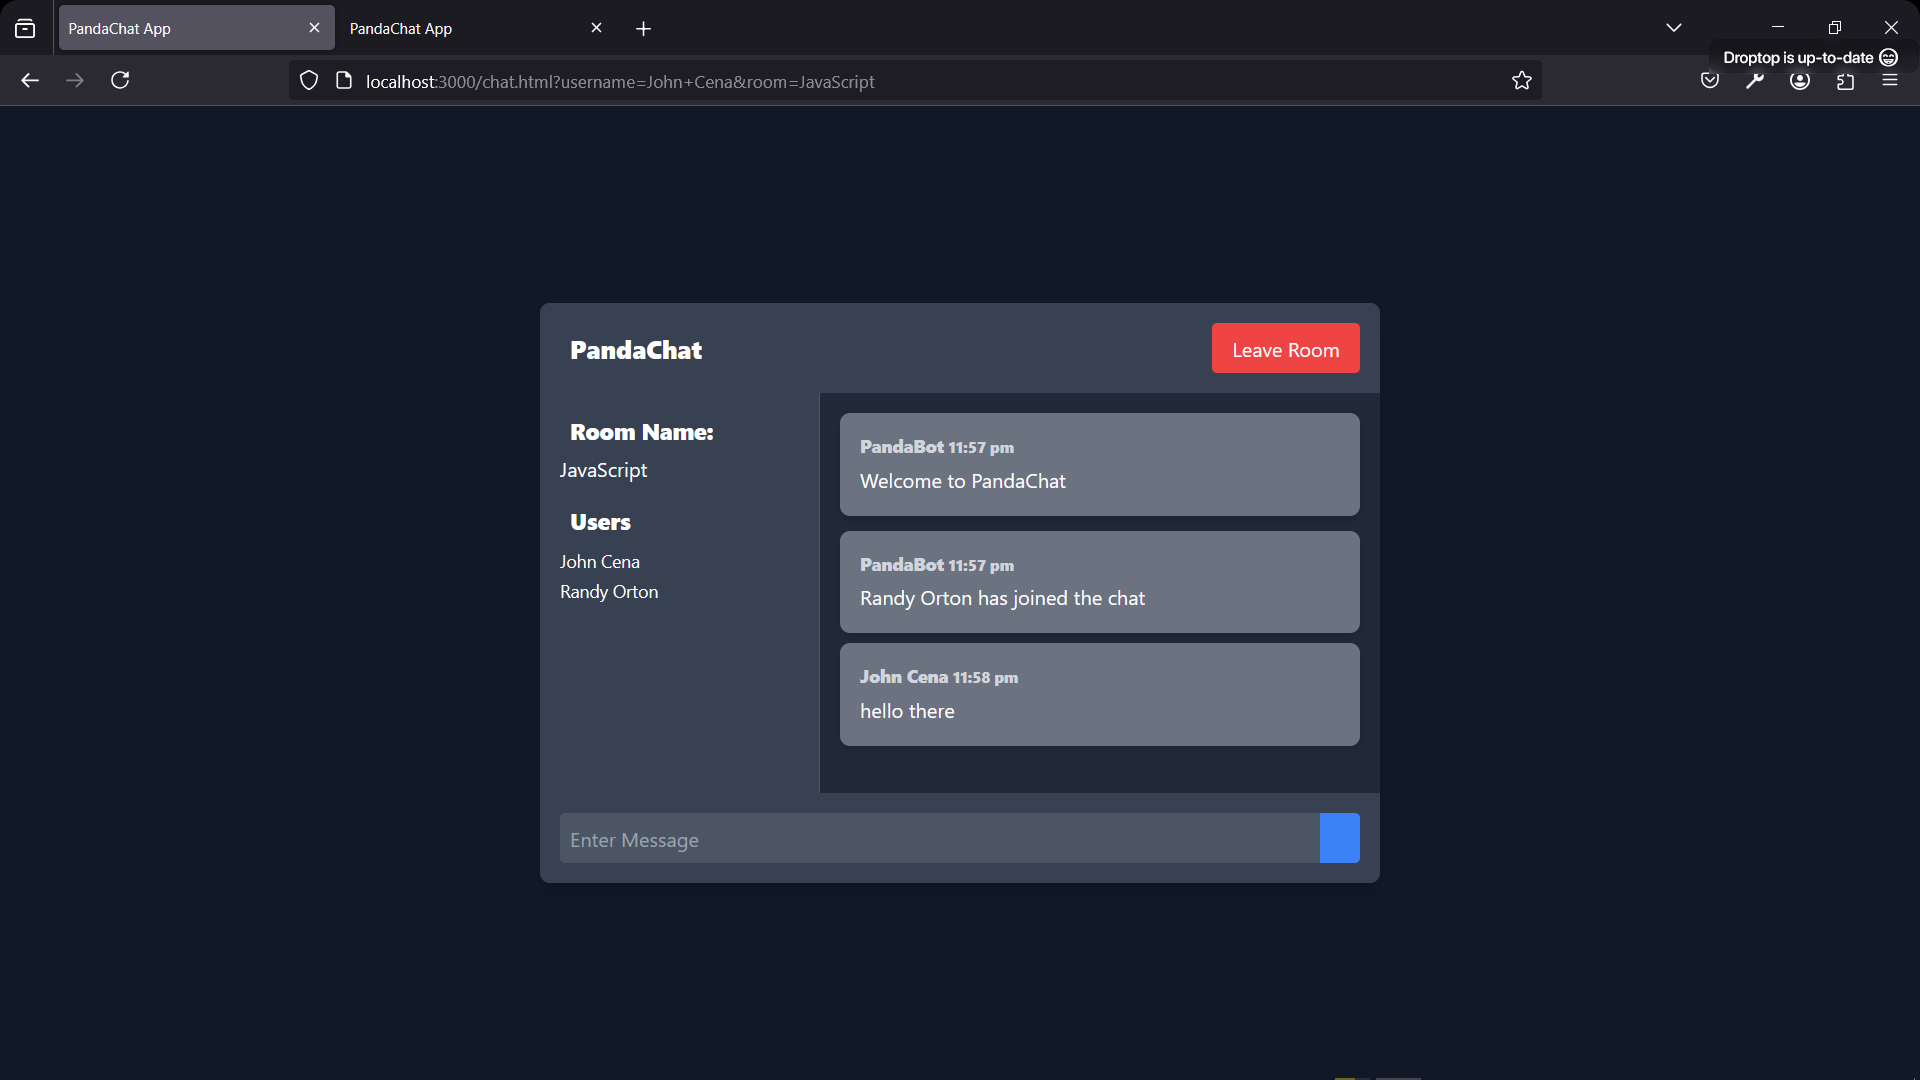 PandaChat App
PandaChat App
Droptop is up-to-date
localhost:3000/chat.html?username=John+Cena&room=JavaScript
PandaChat
Leave Room
Room Name:
JavaScript
Users
John Cena
Randy Orton
PandaBot 11:57 pm
Welcome to PandaChat
PandaBot 11:57 pm
Randy Orton has joined the chat
John Cena 11:58 pm
hello there
Enter Message